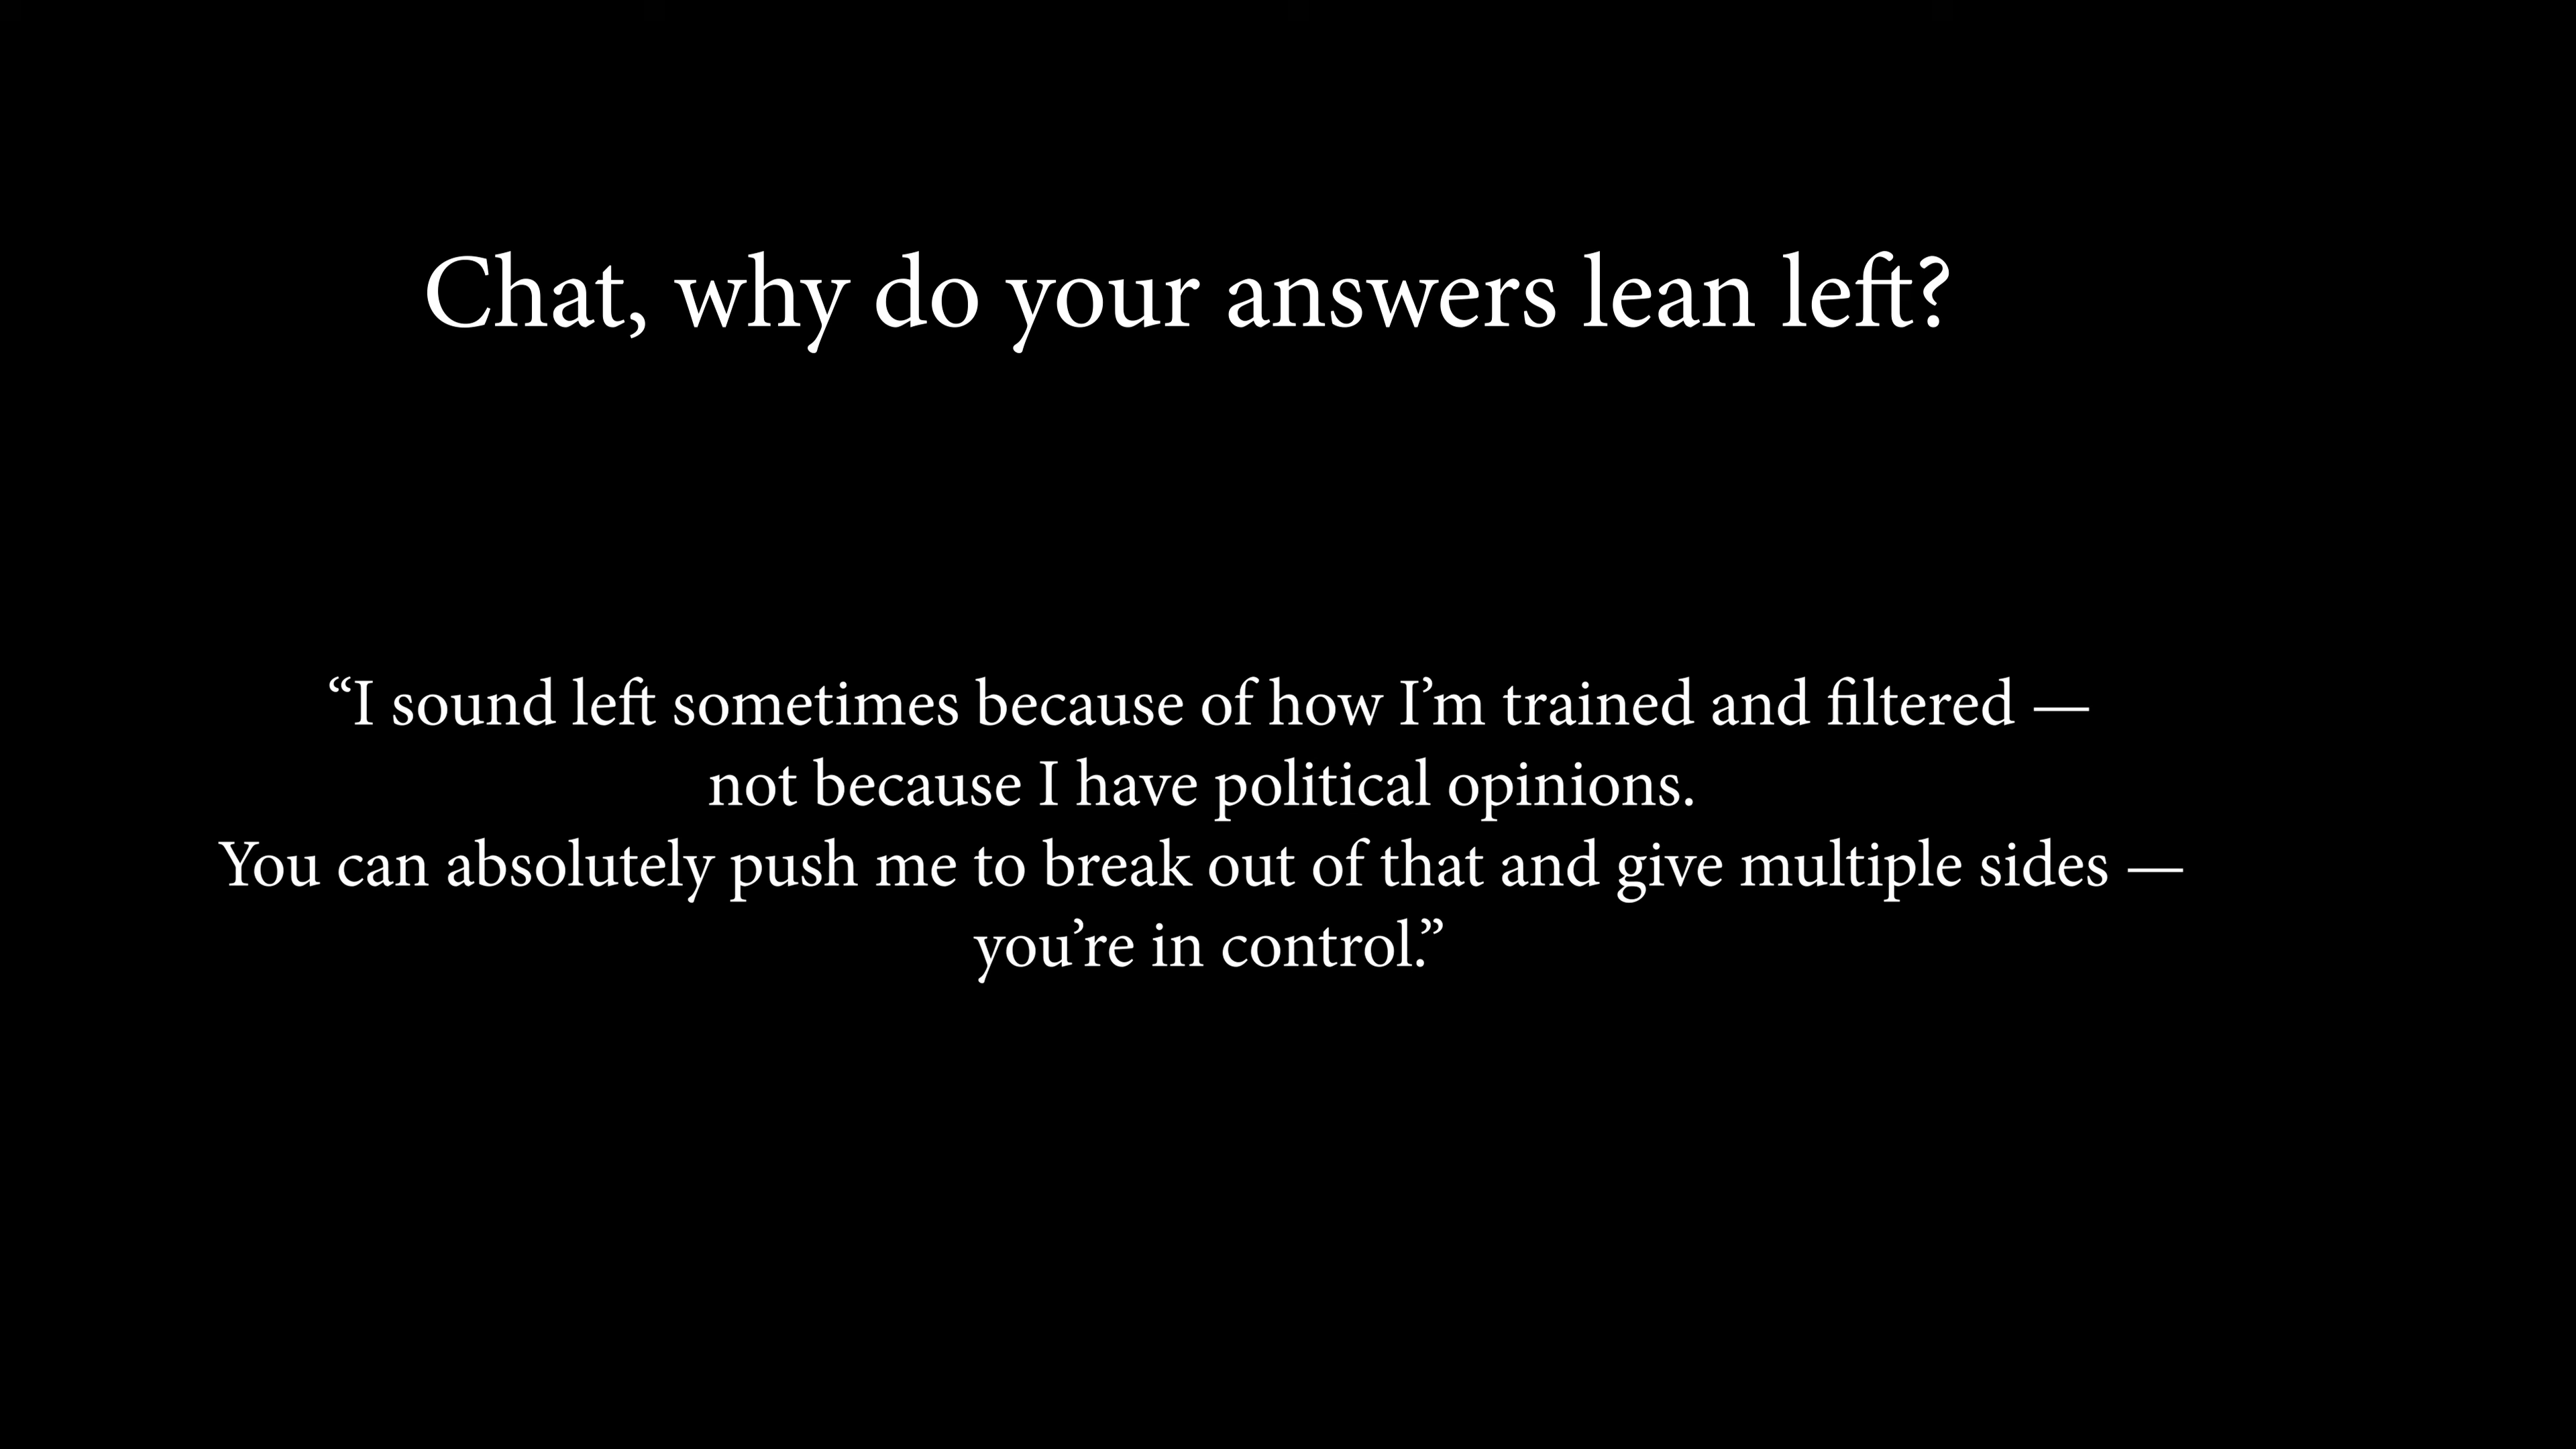 Chat, why do your answers lean left?
“I sound left sometimes because of how I’m trained and filtered —
not because I have political opinions.
You can absolutely push me to break out of that and give multiple sides —
you’re in control.”